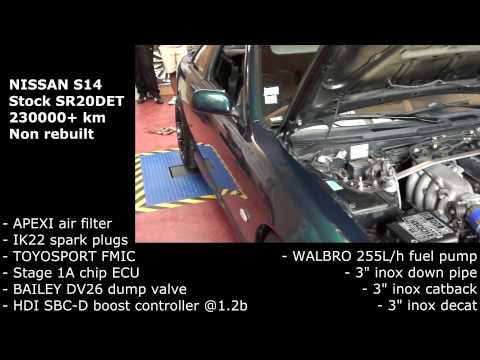 NISSAN S14
Stock SR20DET
230000+ km
Non rebuilt
- APEXI air filter
- IK22 spark plugs
- TOYOSPORT FMIC
- Stage 1A chip ECU
- BAILEY DV26 dump valve
- HDI SBC-D boost controller @1.2b
- WALBRO 255L/h fuel pump
- 3" inox down pipe
- 3" inox catback
- 3" inox decat